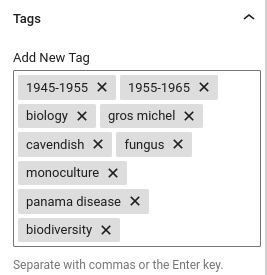 Tags
Add New Tag
1945-1955 × 1955-1965 ×
biology × gros michel ×
cavendish × fungus ×
monoculture ×
panama disease ×
biodiversity ×
Separate with commas or the Enter key.